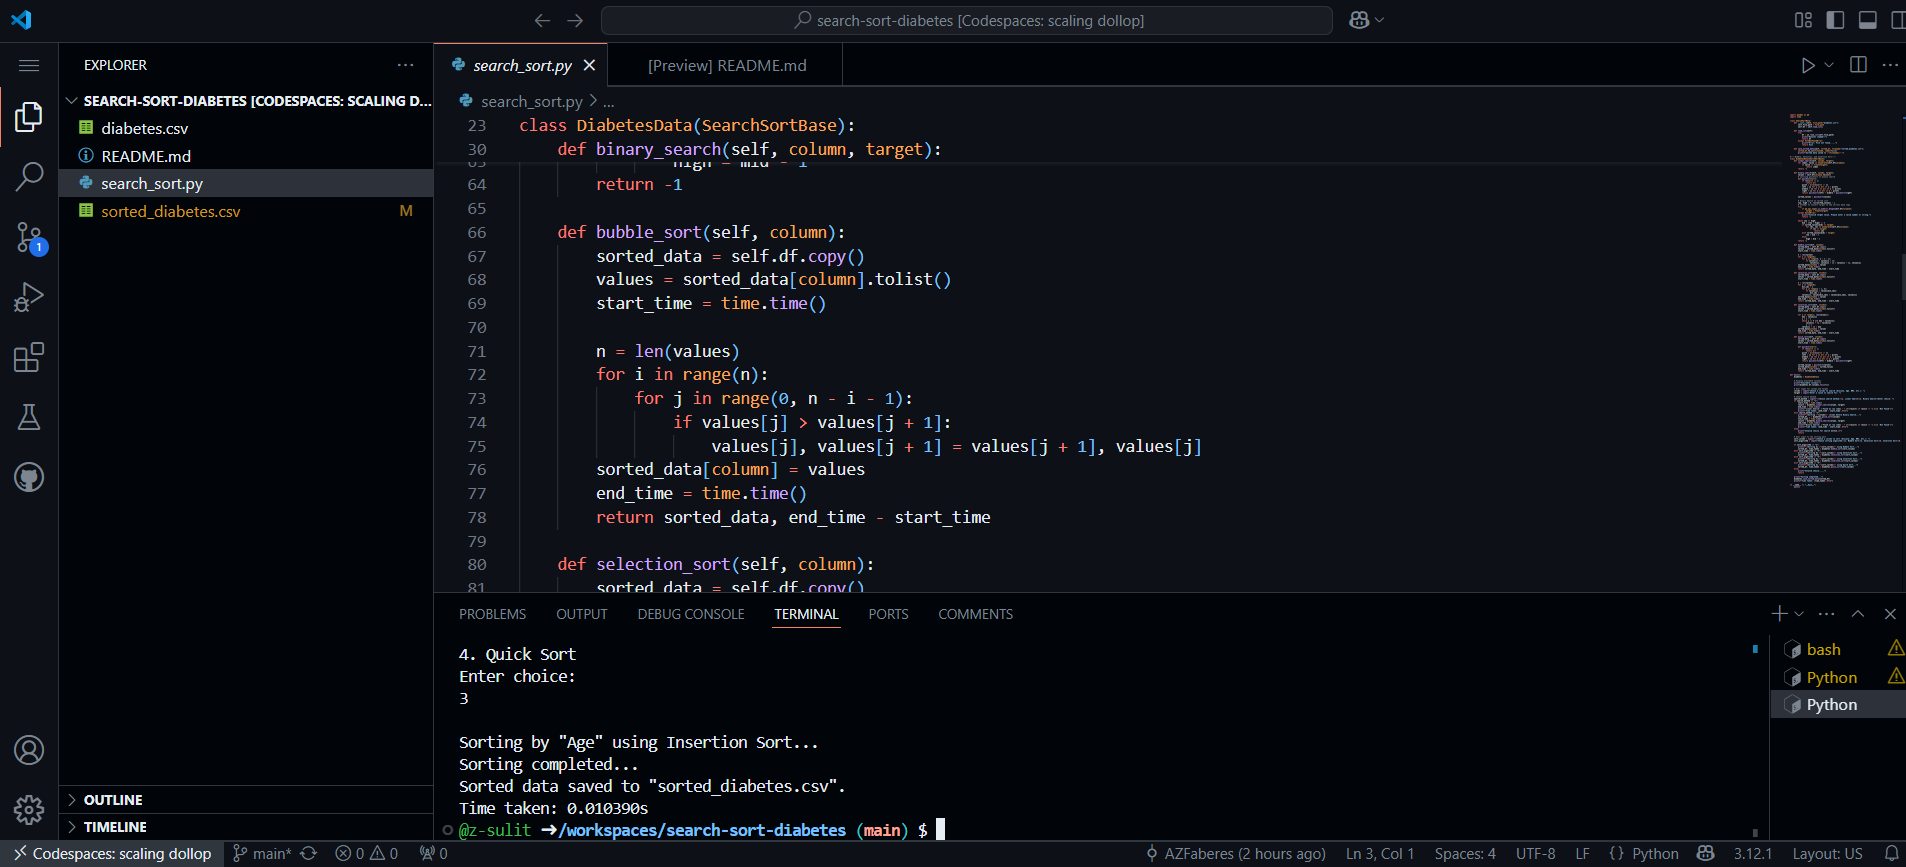 search-sort-diabetes [Codespaces: scaling dollop]
EXPLORER
SEARCH-SORT-DIABETES [CODESPACES: SCALING D...
diabetes.csv
README.md
search_sort.py
sorted_diabetes.csv M
1
OUTLINE
TIMELINE
search_sort.py
[Preview] README.md
search_sort.py > ...
23 class DiabetesData(SearchSortBase):
30 def binary_search(self, column, target):
63 high = mid - 1
64 return -1
65
66 def bubble_sort(self, column):
67 sorted_data = self.df.copy()
68 values = sorted_data[column].tolist()
69 start_time = time.time()
70
71 n = len(values)
72 for i in range(n):
73 for j in range(0, n - i - 1):
74 if values[j] > values[j + 1]:
75 values[j], values[j + 1] = values[j + 1], values[j]
76 sorted_data[column] = values
77 end_time = time.time()
78 return sorted_data, end_time - start_time
79
80 def selection_sort(self, column):
81 sorted_data = self.df.copy()
PROBLEMS OUTPUT DEBUG CONSOLE TERMINAL PORTS COMMENTS
4. Quick Sort
Enter choice:
3
Sorting by "Age" using Insertion Sort...
Sorting completed...
Sorted data saved to "sorted_diabetes.csv".
Time taken: 0.010390s
@z-sulit ➜/workspaces/search-sort-diabetes (main) $
bash
Python
Python
Codespaces: scaling dollop main* 0 0 0 AZFaberes (2 hours ago) Ln 3, Col 1 Spaces: 4 UTF-8 LF {} Python 3.12.1 Layout: US